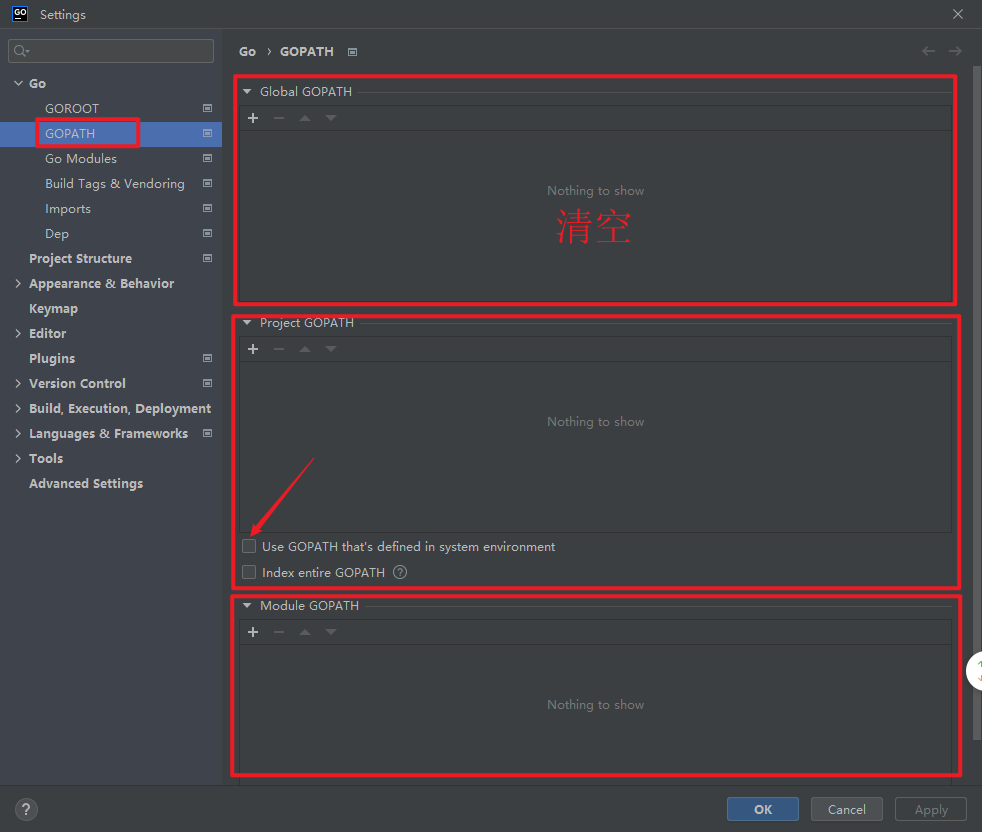 GO Settings
Go › GOPATH
Go
GOROOT
GOPATH
Go Modules
Build Tags & Vendoring
Imports
Dep
Project Structure
Appearance & Behavior
Keymap
Editor
Plugins
Version Control
Build, Execution, Deployment
Languages & Frameworks
Tools
Advanced Settings
Global GOPATH
Nothing to show
清空
Project GOPATH
Nothing to show
Use GOPATH that's defined in system environment
Index entire GOPATH ?
Module GOPATH
Nothing to show
? OK Cancel Apply